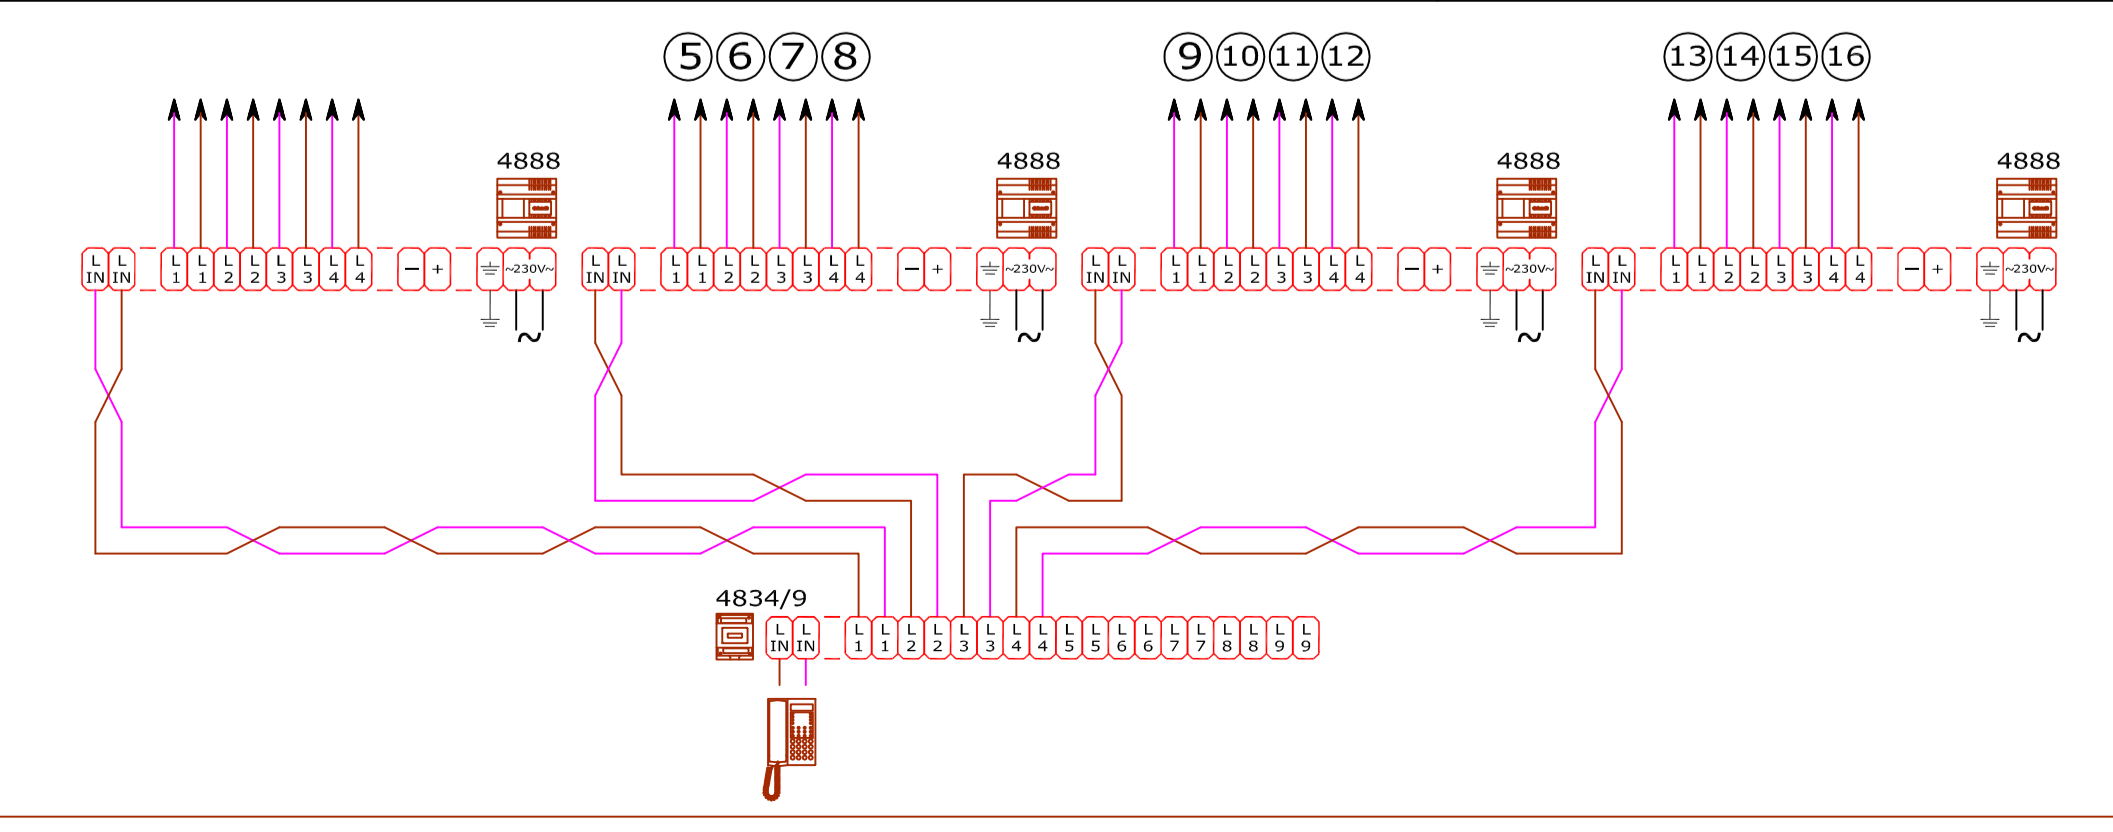 5 6 7 8 9 10 11 12 13 14 15 16
4888 4888 4888 4888
L L L L L L L L L L L L L L L L L L L L L L L L L L L L L L L L L L L L L L L L
IN IN 1 1 2 2 3 3 4 4 − + ~230V~ IN IN 1 1 2 2 3 3 4 4 − + ~230V~ IN IN 1 1 2 2 3 3 4 4 − + ~230V~ IN IN 1 1 2 2 3 3 4 4 − + ~230V~
~ ~ ~ ~
4834/9
L L L L L L L L L L L L L L L L L L L L
IN IN 1 1 2 2 3 3 4 4 5 5 6 6 7 7 8 8 9 9